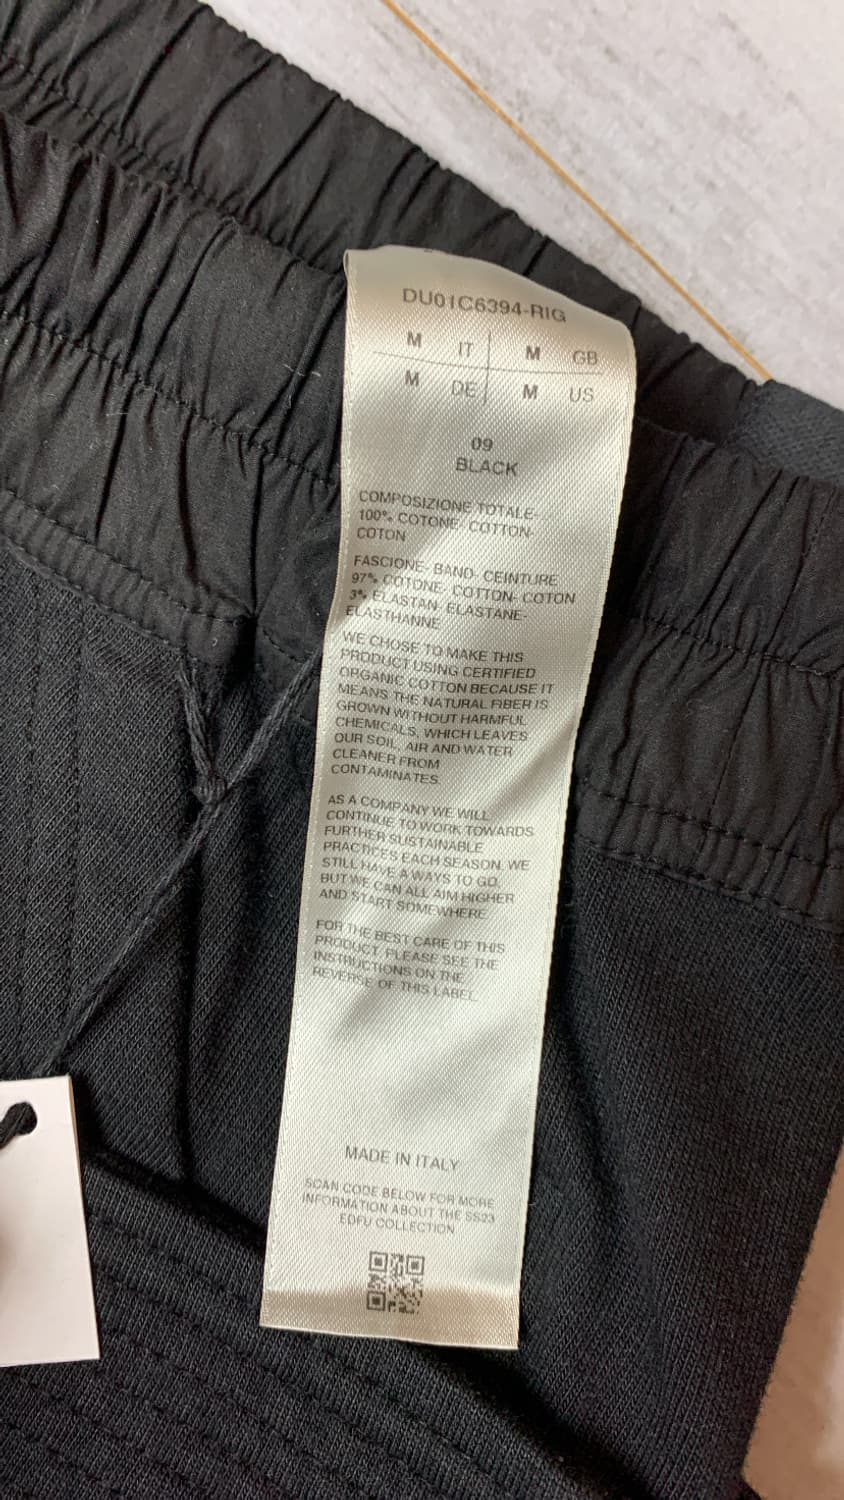 DU01C6394-RIG
M IT M GB
M DE M US
09
BLACK
COMPOSIZIONE TOTALE-
100% COTONE- COTTON-
COTON
FASCIONE- BAND- CEINTURE
97% COTONE- COTTON- COTON
3% ELASTAN- ELASTANE-
ELASTHANNE
WE CHOSE TO MAKE THIS
PRODUCT USING CERTIFIED
ORGANIC COTTON BECAUSE IT
MEANS THE NATURAL FIBER IS
GROWN WITHOUT HARMFUL
CHEMICALS, WHICH LEAVES
OUR SOIL, AIR AND WATER
CLEANER FROM
CONTAMINATES.
AS A COMPANY WE WILL
CONTINUE TO WORK TOWARDS
FURTHER SUSTAINABLE
PRACTICES EACH SEASON. WE
STILL HAVE A WAYS TO GO,
BUT WE CAN ALL AIM HIGHER
AND START SOMEWHERE.
FOR THE BEST CARE OF THIS
PRODUCT, PLEASE SEE THE
INSTRUCTIONS ON THE
REVERSE OF THIS LABEL.
MADE IN ITALY
SCAN CODE BELOW FOR MORE
INFORMATION ABOUT THE SS23
EDFU COLLECTION